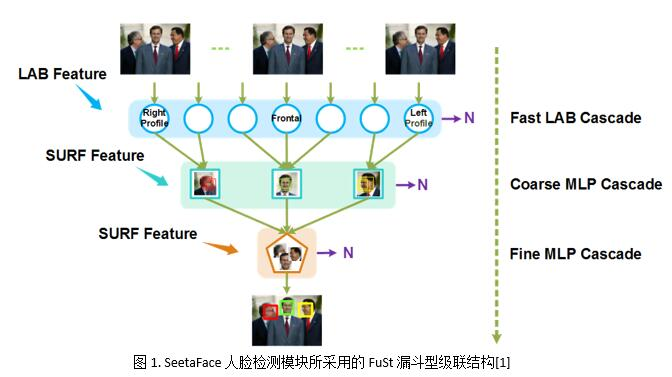 LAB Feature
Right
Profile
Frontal
Left
Profile
N
Fast LAB Cascade
SURF Feature
N
Coarse MLP Cascade
SURF Feature
N
Fine MLP Cascade
图 1. SeetaFace 人脸检测模块所采用的 FuSt 漏斗型级联结构[1]